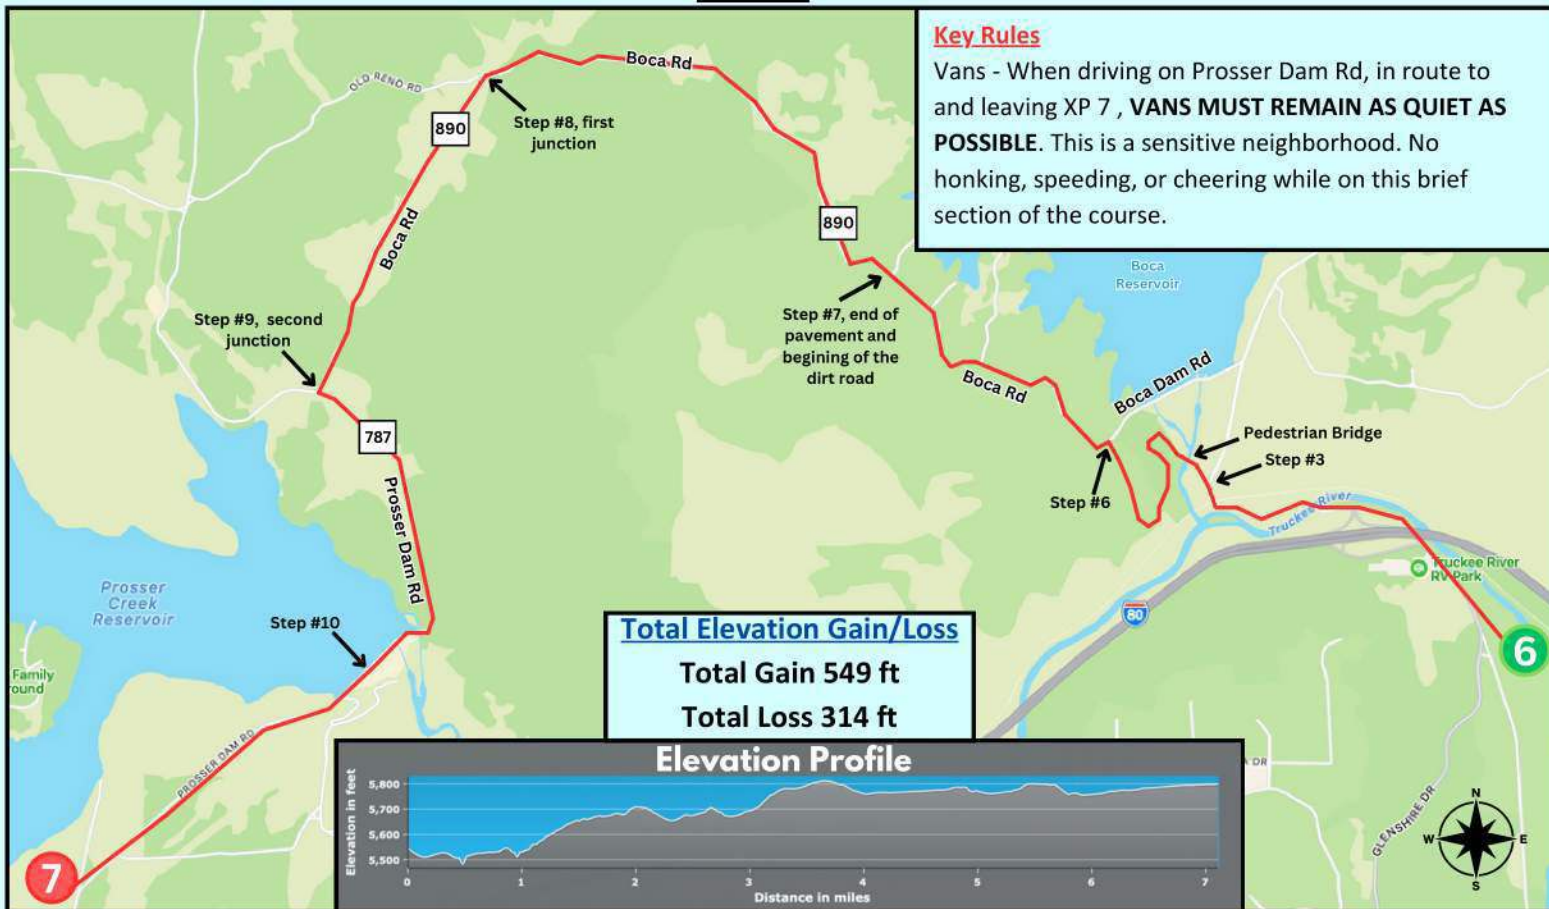 Key Rules
Vans - When driving on Prosser Dam Rd, in route to
and leaving XP 7 , VANS MUST REMAIN AS QUIET AS
POSSIBLE. This is a sensitive neighborhood. No
honking, speeding, or cheering while on this brief
section of the course.
Boca Rd
OLD RENO RD
890
Step #8, first
junction
Boca Rd
890
Boca
Reservoir
Step #9, second
junction
Step #7, end of
pavement and
begining of the
dirt road
Boca Rd
Boca Dam Rd
787
Pedestrian Bridge
Step #3
Step #6
Truckee River
Prosser Dam Rd
Truckee River
RV Park
Prosser
Creek
Reservoir
80
Step #10
6
Family
ound
Total Elevation Gain/Loss
Total Gain 549 ft
Total Loss 314 ft
PROSSER DAM RD
7
Elevation Profile
Elevation in feet
5,800
5,700
5,600
5,500
0 1 2 3 4 5 6 7
Distance in miles
A DR
GLENSHIRE DR
N
W E
S